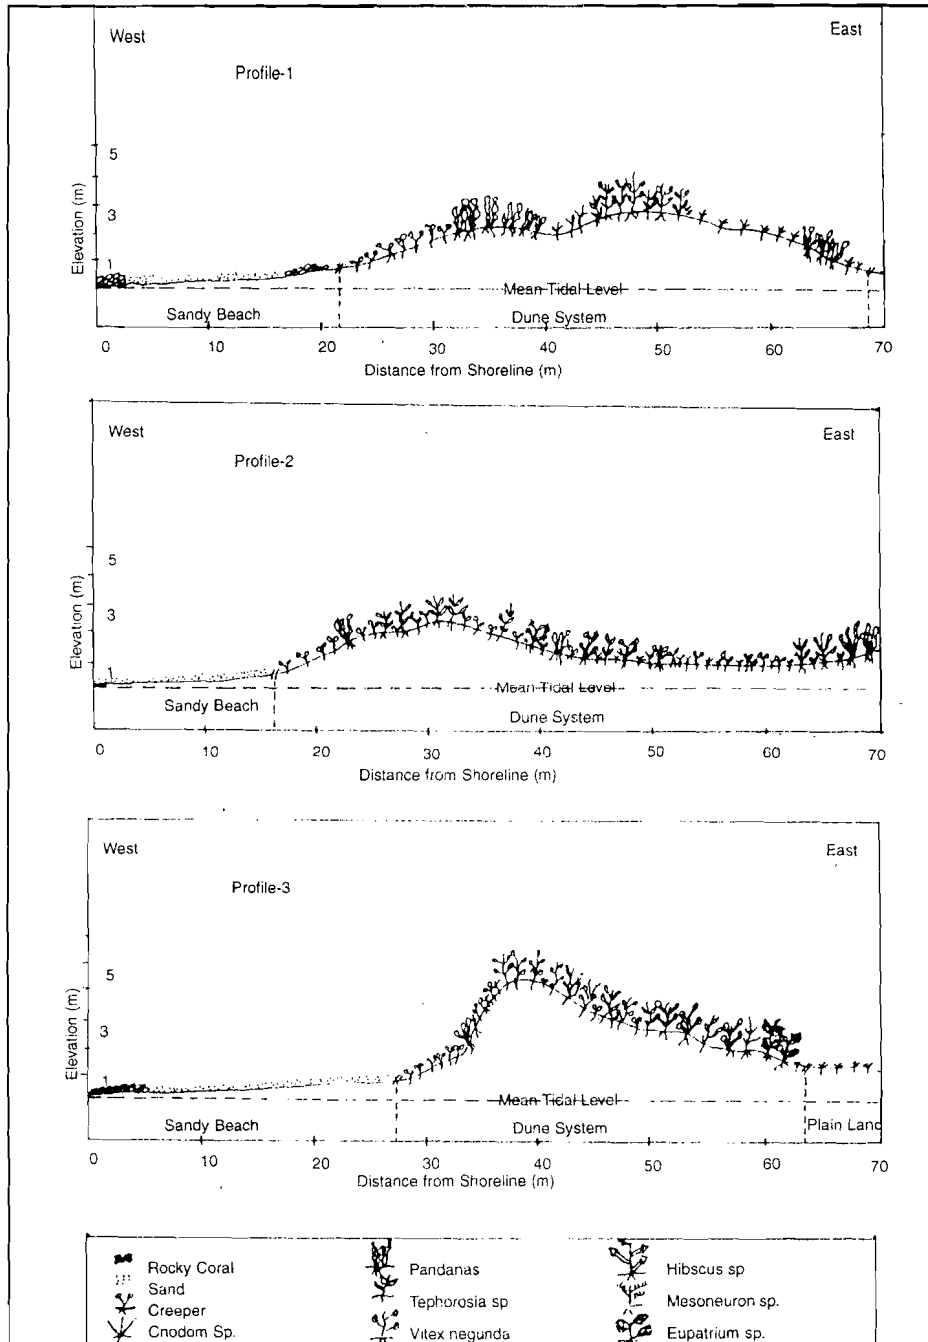 West East
Profile-1
5
3
1
Elevation (m)
Mean Tidal Level
Sandy Beach Dune System
0 10 20 30 40 50 60 70
Distance from Shoreline (m)
West East
Profile-2
5
3
1
Elevation (m)
Mean Tidal Level
Sandy Beach Dune System
0 10 20 30 40 50 60 70
Distance from Shoreline (m)
West East
Profile-3
5
3
1
Elevation (m)
Mean Tidal Level
Sandy Beach Dune System Plain Land
0 10 20 30 40 50 60 70
Distance from Shoreline (m)
Rocky Coral Pandanas Hibscus sp
Sand
Creeper Tephorosia sp Mesoneuron sp.
Cnodom Sp. Vitex negunda Eupatrium sp.